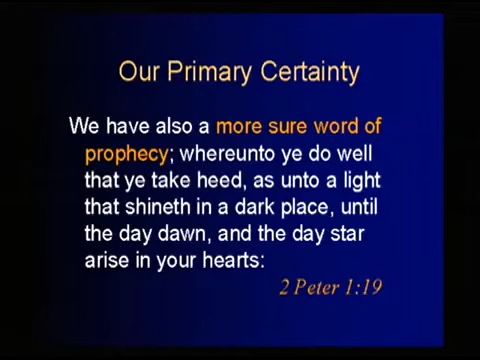 Our Primary Certainty
We have also a more sure word of
prophecy; whereunto ye do well
that ye take heed, as unto a light
that shineth in a dark place, until
the day dawn, and the day star
arise in your hearts:
2 Peter 1:19